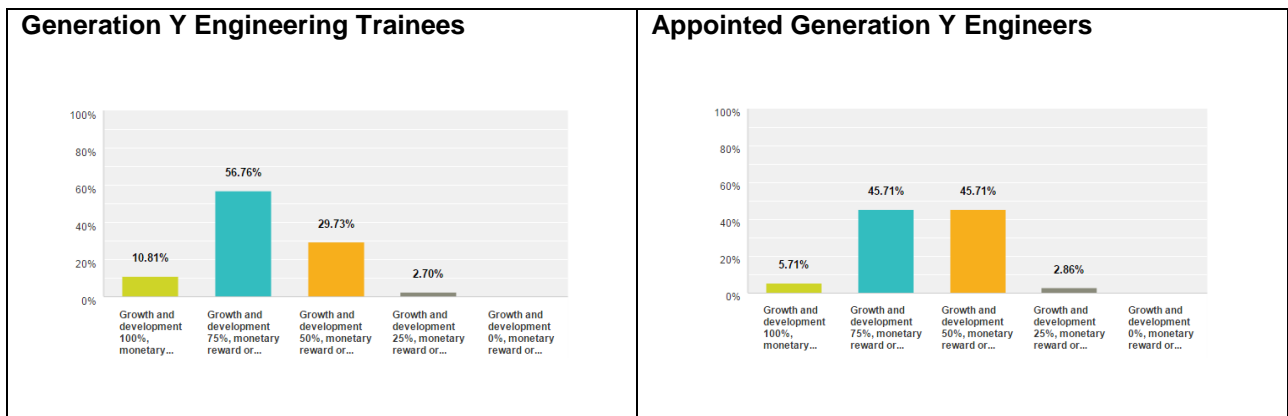 Generation Y Engineering Trainees
100%
80%
60%
40%
20%
0%
10.81%
56.76%
29.73%
2.70%
Growth and
development
100%,
monetary...
Growth and
development
75%, monetary
reward or...
Growth and
development
50%, monetary
reward or...
Growth and
development
25%, monetary
reward or...
Growth and
development
0%, monetary
reward or...
Appointed Generation Y Engineers
100%
80%
60%
40%
20%
0%
5.71%
45.71%
45.71%
2.86%
Growth and
development
100%,
monetary...
Growth and
development
75%, monetary
reward or...
Growth and
development
50%, monetary
reward or...
Growth and
development
25%, monetary
reward or...
Growth and
development
0%, monetary
reward or...